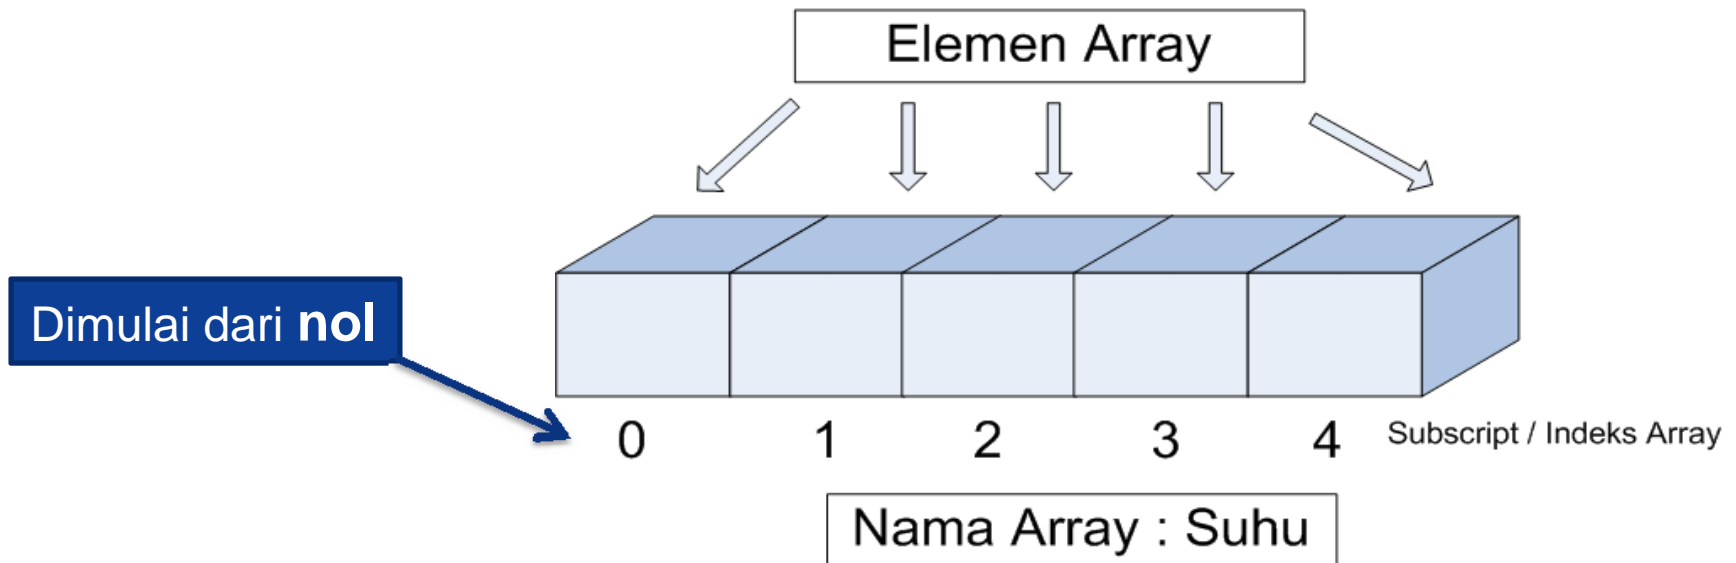 Elemen Array
Dimulai dari nol
0 1 2 3 4 Subscript / Indeks Array
Nama Array : Suhu